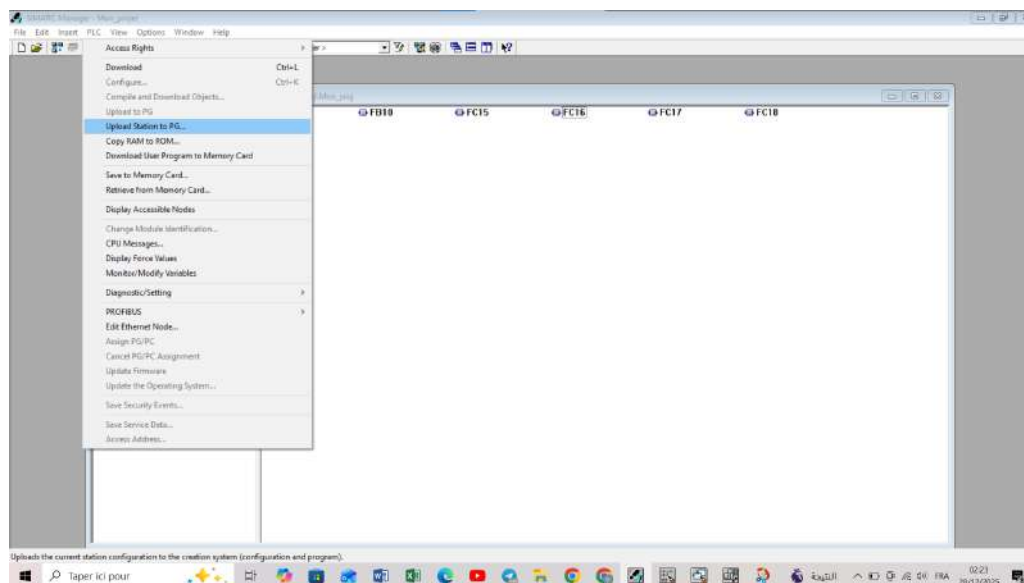 SIMATIC Manager - Mon_projet
File Edit Insert PLC View Options Window Help
Access Rights
Download Ctrl+L
Configure... Ctrl+K
Compile and Download Objects...
Upload to PG
Upload Station to PG...
Copy RAM to ROM...
Download User Program to Memory Card
Save to Memory Card...
Retrieve from Memory Card...
Display Accessible Nodes
Change Module Identification...
CPU Messages...
Display Force Values
Monitor/Modify Variables
Diagnostic/Setting
PROFIBUS
Edit Ethernet Node...
Assign PG/PC
Cancel PG/PC Assignment
Update Firmware
Update the Operating System...
Save Security Events...
Save Service Data...
Access Address...
FB10 FC15 FC16 FC17 FC18
Uploads the current station configuration to the creation system (configuration and program).
Taper ici pour
FRA
02:23